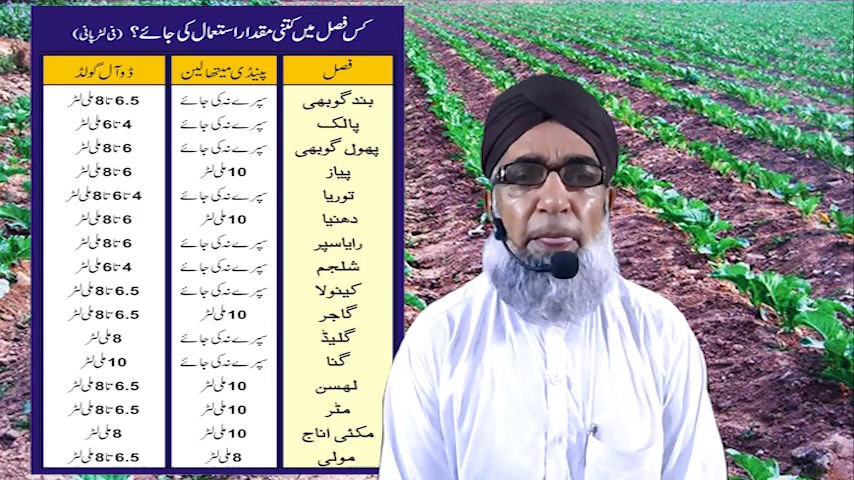 کس فصل میں کتنی مقدار استعمال کی جائے؟ (فی لٹر پانی)
فصل پینڈی میتھالین ڈوآل گولڈ
بندگوبھی سپرے نہ کی جائے 6.5 تا 8 ملی لٹر
پالک سپرے نہ کی جائے 4 تا 6 ملی لٹر
پھول گوبھی سپرے نہ کی جائے 6 تا 8 ملی لٹر
پیاز 10 ملی لٹر 6 تا 8 ملی لٹر
توریا سپرے نہ کی جائے 4 تا 6 تا 8 ملی لٹر
دھنیا 10 ملی لٹر 6 تا 8 ملی لٹر
رایاسپر سپرے نہ کی جائے 6 تا 8 ملی لٹر
شلجم سپرے نہ کی جائے 4 تا 6 ملی لٹر
کینولا سپرے نہ کی جائے 6.5 تا 8 ملی لٹر
گاجر 10 ملی لٹر 6.5 تا 8 ملی لٹر
گلیڈ سپرے نہ کی جائے 8 ملی لٹر
گنا سپرے نہ کی جائے 10 ملی لٹر
لهسن 10 ملی لٹر 6.5 تا 8 ملی لٹر
مٹر 10 ملی لٹر 6.5 تا 8 ملی لٹر
مکئی اناج 10 ملی لٹر 8 ملی لٹر
مولی 8 ملی لٹر 6.5 تا 8 ملی لٹر